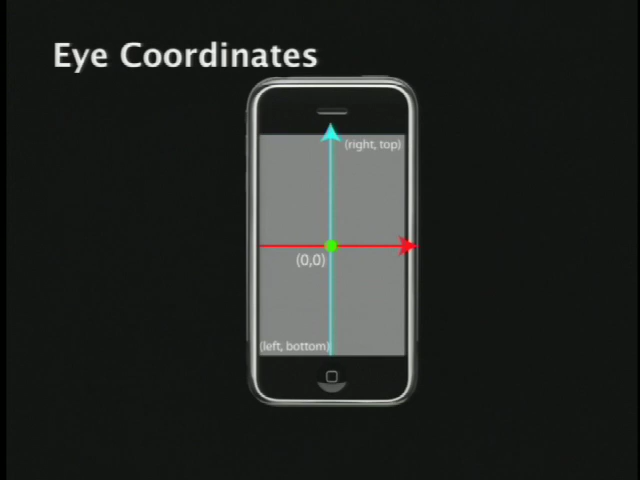 Eye Coordinates
(right, top)
(0,0)
(left, bottom)